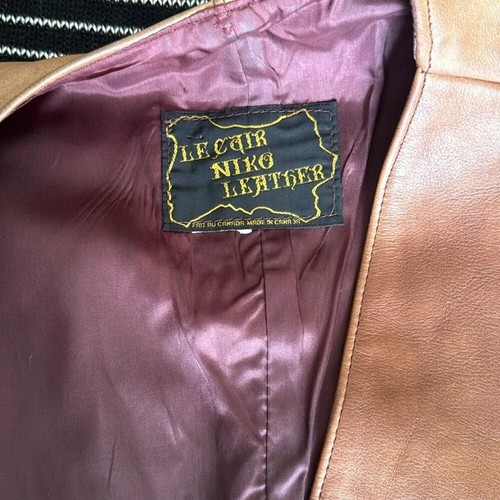 LE CUIR
NIKO
LEATHER
FAIT AU CANADA MADE IN CANADA